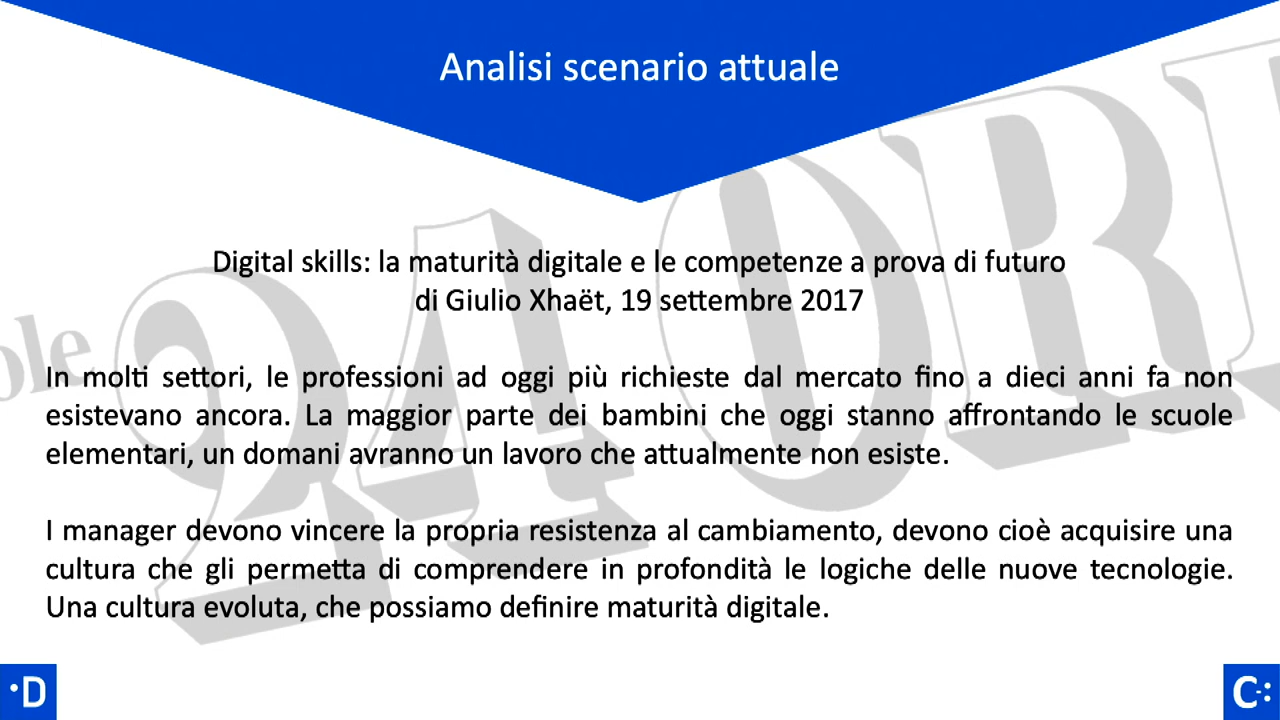 Analisi scenario attuale
Digital skills: la maturità digitale e le competenze a prova di futuro
di Giulio Xhaët, 19 settembre 2017
In molti settori, le professioni ad oggi più richieste dal mercato fino a dieci anni fa non
esistevano ancora. La maggior parte dei bambini che oggi stanno affrontando le scuole
elementari, un domani avranno un lavoro che attualmente non esiste.
I manager devono vincere la propria resistenza al cambiamento, devono cioè acquisire una
cultura che gli permetta di comprendere in profondità le logiche delle nuove tecnologie.
Una cultura evoluta, che possiamo definire maturità digitale.
ole 24 OR
·D
C: